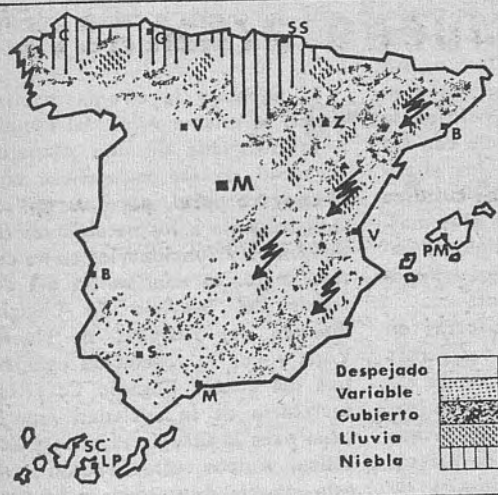 C
G
SS
V
Z
B
M
V
PM
B
S
M
SC
LP
Despejado
Variable
Cubierto
Lluvia
Niebla